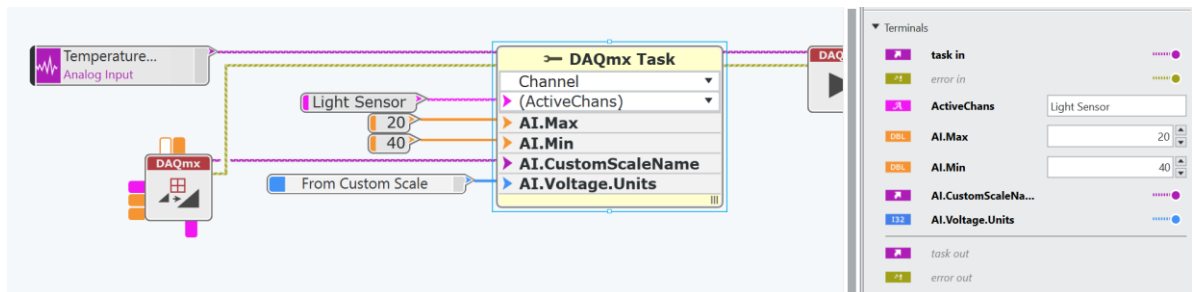 Temperature...
Analog Input
DAQmx Task
Channel
(ActiveChans)
Light Sensor
20
AI.Max
40
AI.Min
DAQmx
AI.CustomScaleName
From Custom Scale
AI.Voltage.Units
DAQ
Terminals
task in
error in
ActiveChans
Light Sensor
DBL
AI.Max
20
DBL
AI.Min
40
AI.CustomScaleNa...
I32
AI.Voltage.Units
task out
error out